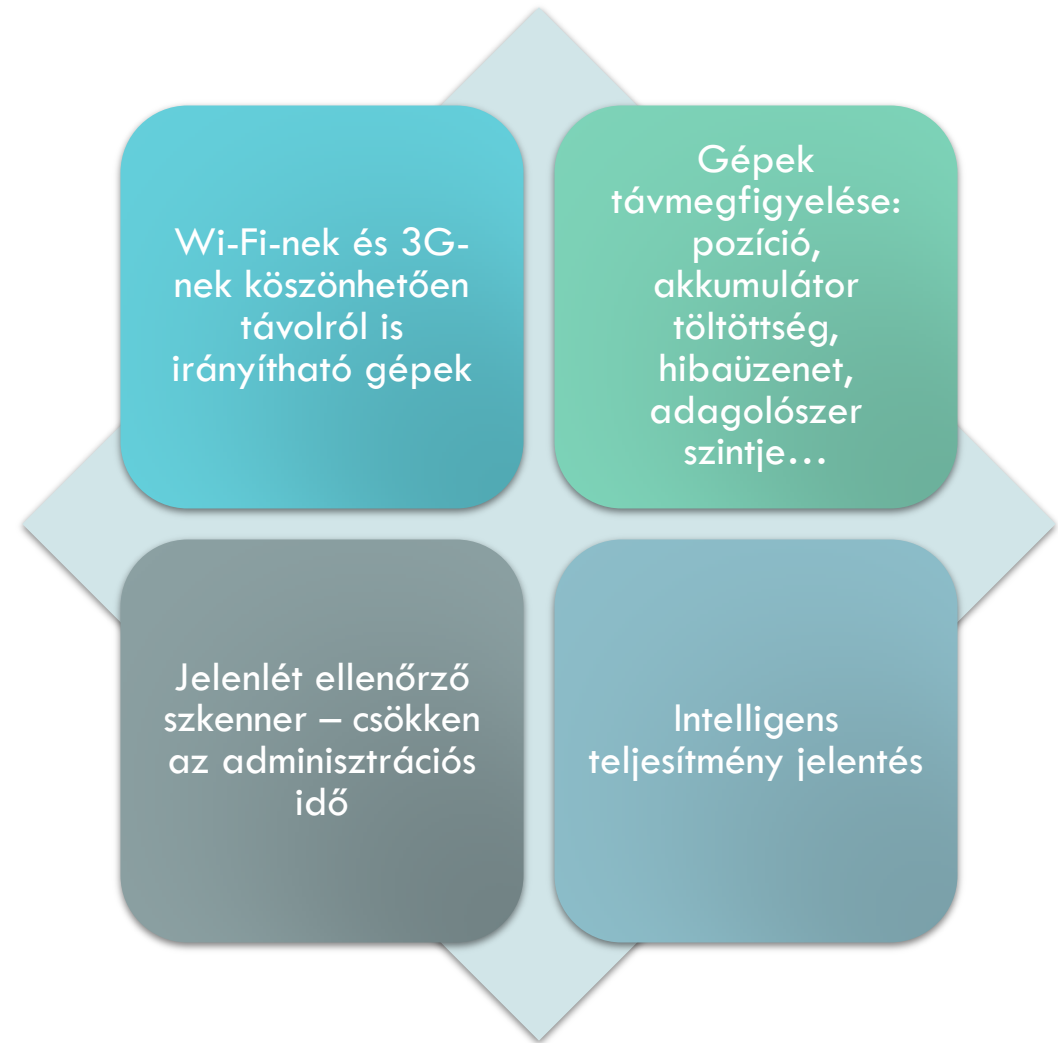 Wi-Fi-nek és 3G-
nek köszönhetően
távolról is
irányítható gépek
Gépek
távmegfigyelése:
pozíció,
akkumulátor
töltöttség,
hibaüzenet,
adagolószer
szintje…
Jelenlét ellenőrző
szkenner – csökken
az adminisztrációs
idő
Intelligens
teljesítmény jelentés